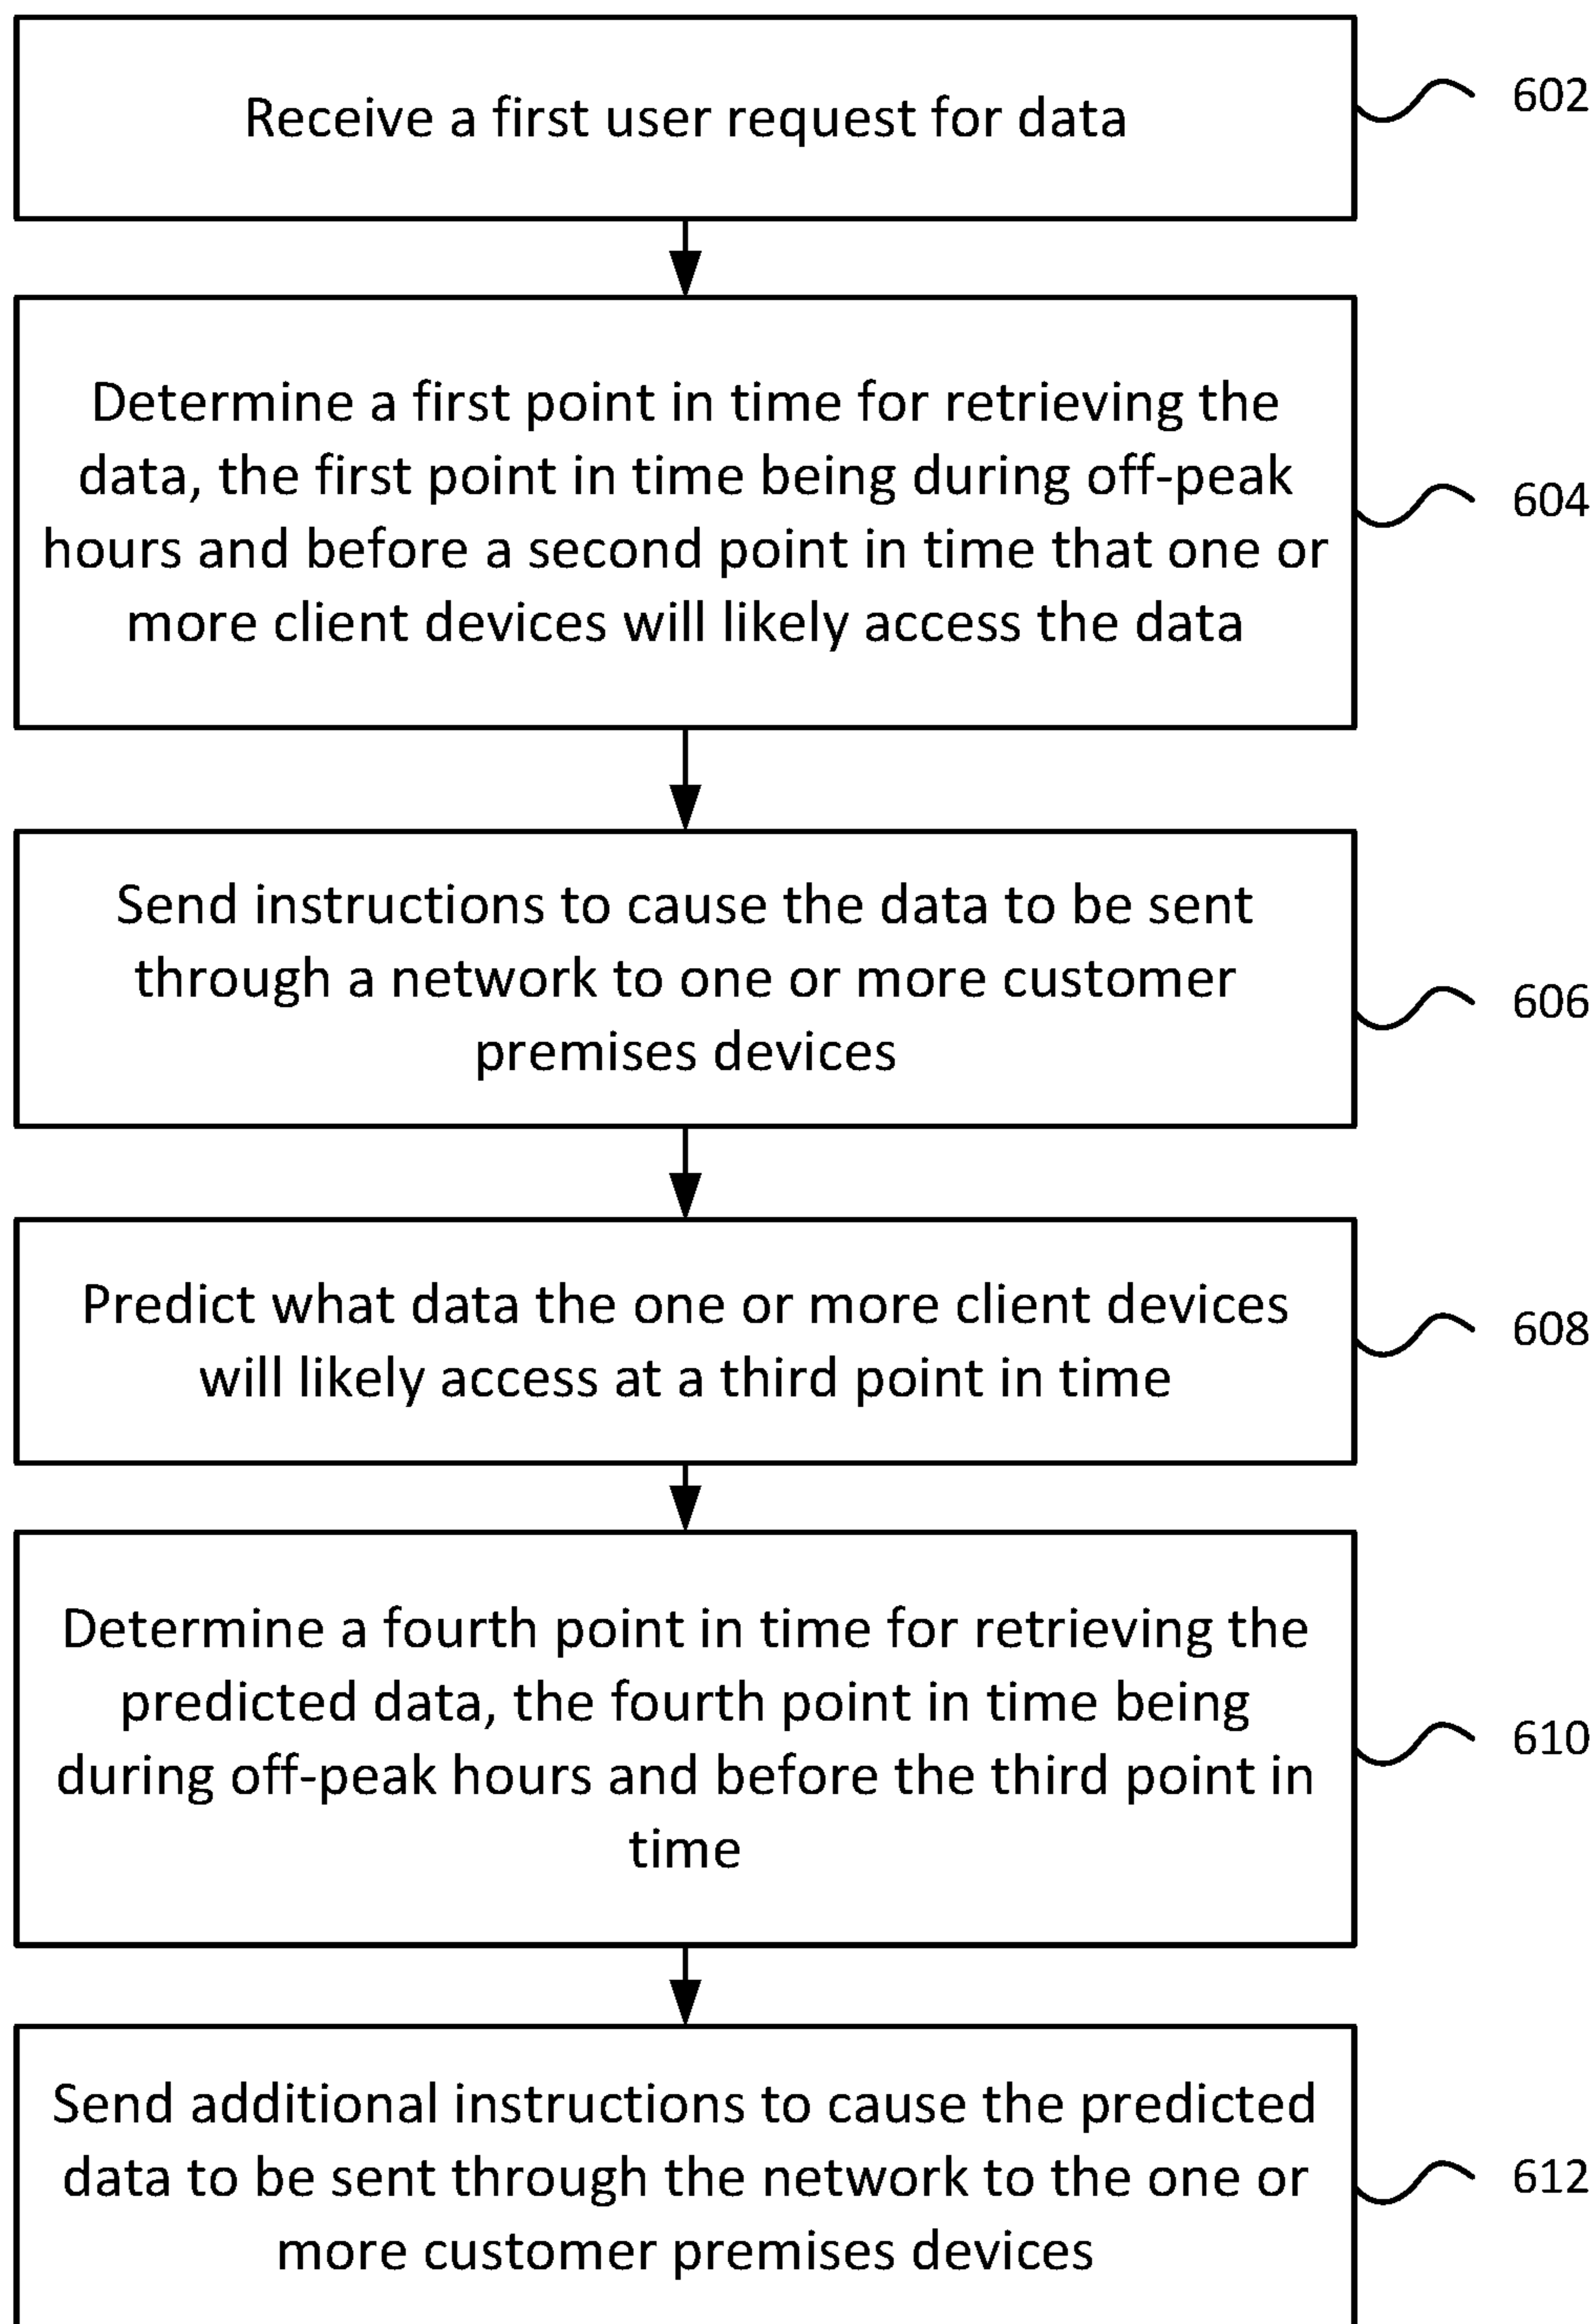 Receive a first user request for data
602
Determine a first point in time for retrieving the
data, the first point in time being during off-peak
hours and before a second point in time that one or
more client devices will likely access the data
604
Send instructions to cause the data to be sent
through a network to one or more customer
premises devices
606
Predict what data the one or more client devices
will likely access at a third point in time
608
Determine a fourth point in time for retrieving the
predicted data, the fourth point in time being
during off-peak hours and before the third point in
time
610
Send additional instructions to cause the predicted
data to be sent through the network to the one or
more customer premises devices
612